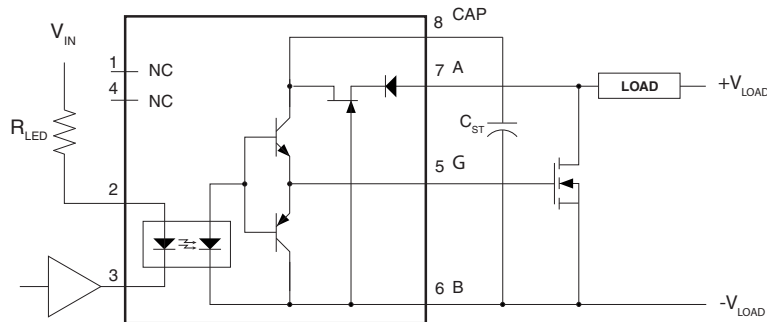 8 CAP
V_IN
1 NC
4 NC
7 A
LOAD
+V_LOAD
R_LED
C_ST
5 G
2
3
6 B
-V_LOAD